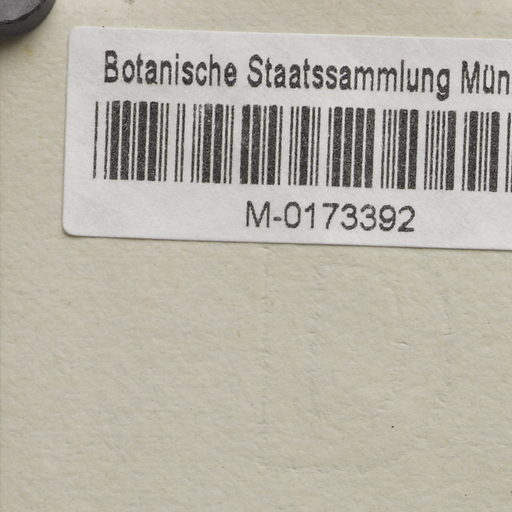 Botanische Staatssammlung Mün
M-0173392